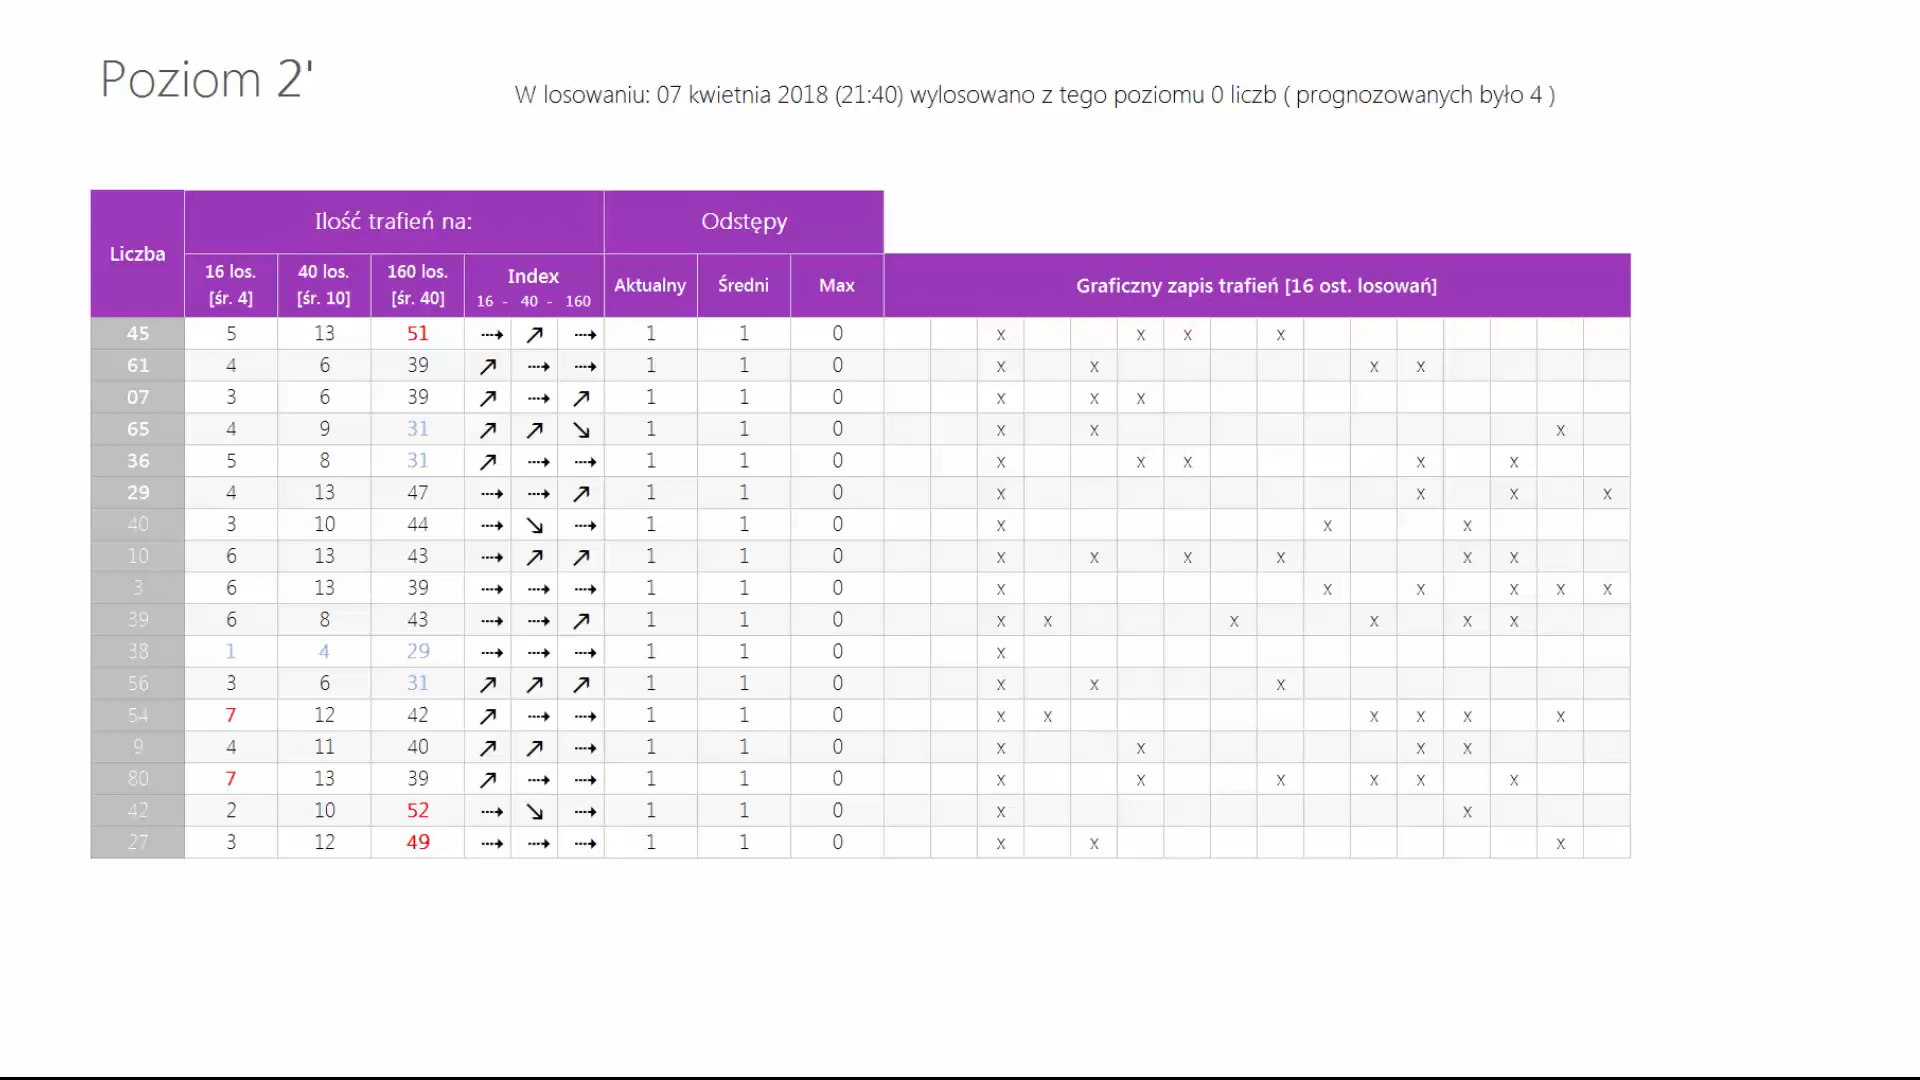 Poziom 2'
W losowaniu: 07 kwietnia 2018 (21:40) wylosowano z tego poziomu 0 liczb ( prognozowanych było 4 )
Liczba Ilość trafień na: Odstępy
16 los. [śr. 4] 40 los. [śr. 10] 160 los. [śr. 40] Index 16 - 40 - 160 Aktualny Średni Max Graficzny zapis trafień [16 ost. losowań]
45 5 13 51 ⤏ ↗ ⤏ 1 1 0 x x x x
61 4 6 39 ↗ ⤏ ⤏ 1 1 0 x x x x
07 3 6 39 ↗ ⤏ ↗ 1 1 0 x x x
65 4 9 31 ↗ ↗ ↘ 1 1 0 x x x
36 5 8 31 ↗ ⤏ ⤏ 1 1 0 x x x x x
29 4 13 47 ⤏ ⤏ ↗ 1 1 0 x x x x
40 3 10 44 ⤏ ↘ ⤏ 1 1 0 x x x
10 6 13 43 ⤏ ↗ ↗ 1 1 0 x x x x x x
3 6 13 39 ⤏ ⤏ ⤏ 1 1 0 x x x x x x
39 6 8 43 ⤏ ⤏ ↗ 1 1 0 x x x x x x
38 1 4 29 ⤏ ⤏ ⤏ 1 1 0 x
56 3 6 31 ↗ ↗ ↗ 1 1 0 x x x
54 7 12 42 ↗ ⤏ ⤏ 1 1 0 x x x x x x
9 4 11 40 ↗ ↗ ⤏ 1 1 0 x x x x
80 7 13 39 ↗ ⤏ ⤏ 1 1 0 x x x x x x
42 2 10 52 ⤏ ↘ ⤏ 1 1 0 x x
27 3 12 49 ⤏ ⤏ ⤏ 1 1 0 x x x